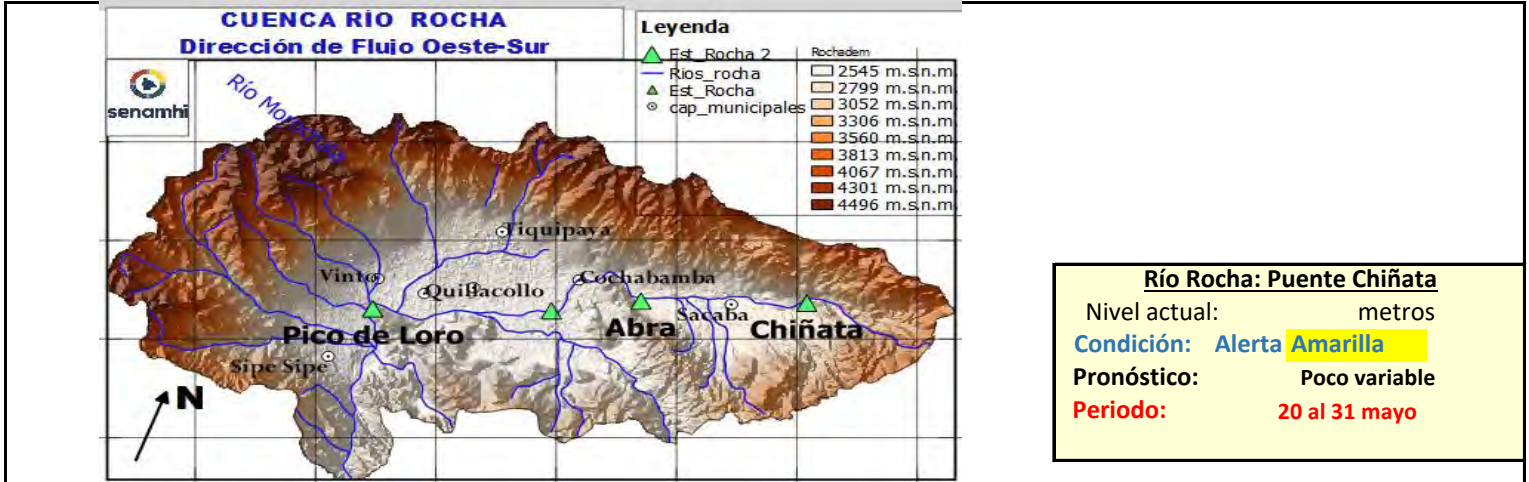 CUENCA RÍO ROCHA
Dirección de Flujo Oeste-Sur
senamhi
Leyenda
Est_Rocha 2
Rios_rocha
Est_Rocha
cap_municipales
Rochadem
2545 m.s.n.m.
2799 m.s.n.m.
3052 m.s.n.m.
3306 m.s.n.m.
3560 m.s.n.m.
3813 m.s.n.m.
4067 m.s.n.m.
4301 m.s.n.m.
4496 m.s.n.m.
Río
Tiquipaya
Vinto
Quillacollo
Cochabamba
Sacaba
Pico de Loro
Abra
Chiñata
Sipe Sipe
N
Río Rocha: Puente Chiñata
Nivel actual: metros
Condición: Alerta Amarilla
Pronóstico: Poco variable
Periodo: 20 al 31 mayo